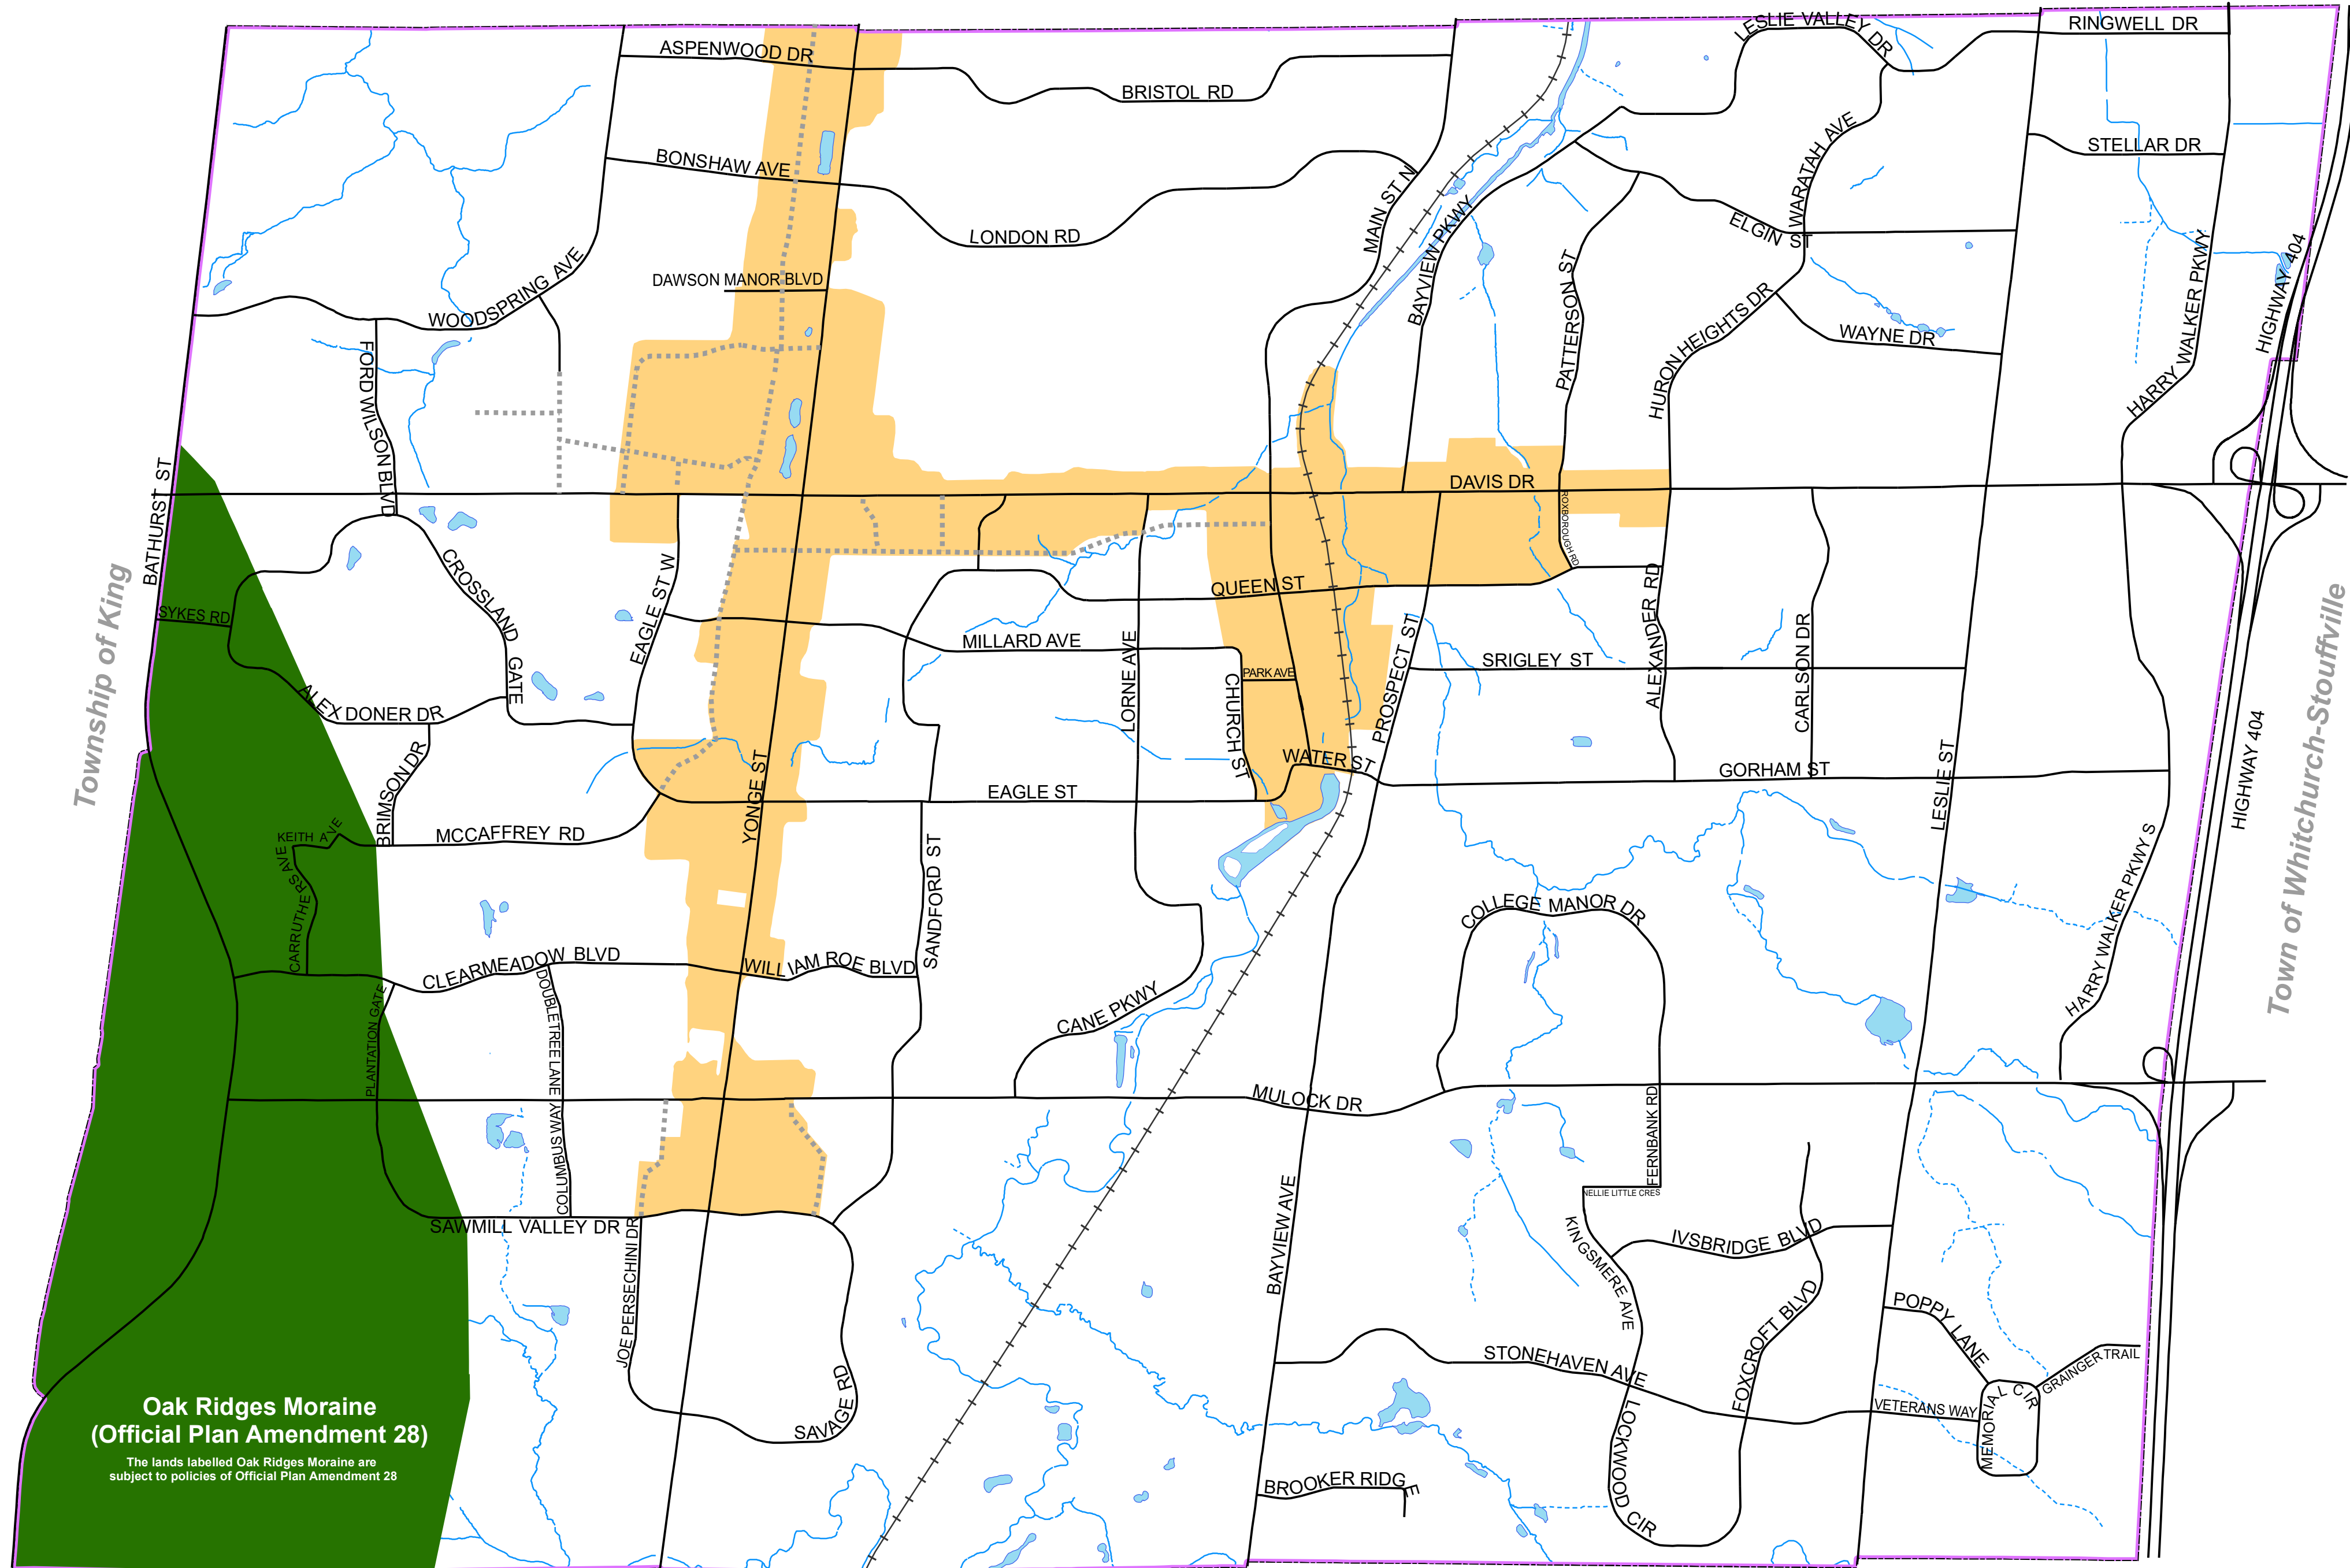 LESLIE VALLEY DR
RINGWELL DR
ASPENWOOD DR
BRISTOL RD
STELLAR DR
WARATAH AVE
BONSHAW AVE
MAIN ST N
LONDON RD
BAYVIEW PKWY
ELGIN ST
DAWSON MANOR BLVD
WOODSPRING AVE
PATTERSON ST
HURON HEIGHTS DR
WAYNE DR
HARRY WALKER PKWY
HIGHWAY 404
FORD WILSON BLVD
BATHURST ST
DAVIS DR
ROXBOROUGH RD
Township of King
CROSSLAND GATE
EAGLE ST W
SYKES RD
QUEEN ST
ALEXANDER RD
CARLSON DR
MILLARD AVE
LORNE AVE
PARK AVE
CHURCH ST
PROSPECT ST
SRIGLEY ST
Town of Whitchurch-Stouffville
HIGHWAY 404
ALEX DONER DR
BRIMSON DR
YONGE ST
WATER ST
EAGLE ST
GORHAM ST
LESLIE ST
KEITH AVE
MCCAFFREY RD
CARRUTHERS AVE
SANDFORD ST
COLLEGE MANOR DR
HARRY WALKER PKWY S
CLEARMEADOW BLVD
WILLIAM ROE BLVD
DOUBLETREE LANE
PLANTATION GATE
CANE PKWY
MULOCK DR
COLUMBUS WAY
FERNBANK RD
NELLIE LITTLE CRES
SAWMILL VALLEY DR
JOE PERSECHINI DR
BAYVIEW AVE
KINGSMERE AVE
IVSBRIDGE BLVD
FOXCROFT BLVD
POPPY LANE
STONEHAVEN AVE
GRAINGER TRAIL
SAVAGE RD
LOCKWOOD CIR
VETERANS WAY
MEMORIAL CIR
BROOKER RIDGE
Oak Ridges Moraine
(Official Plan Amendment 28)
The lands labelled Oak Ridges Moraine are
subject to policies of Official Plan Amendment 28